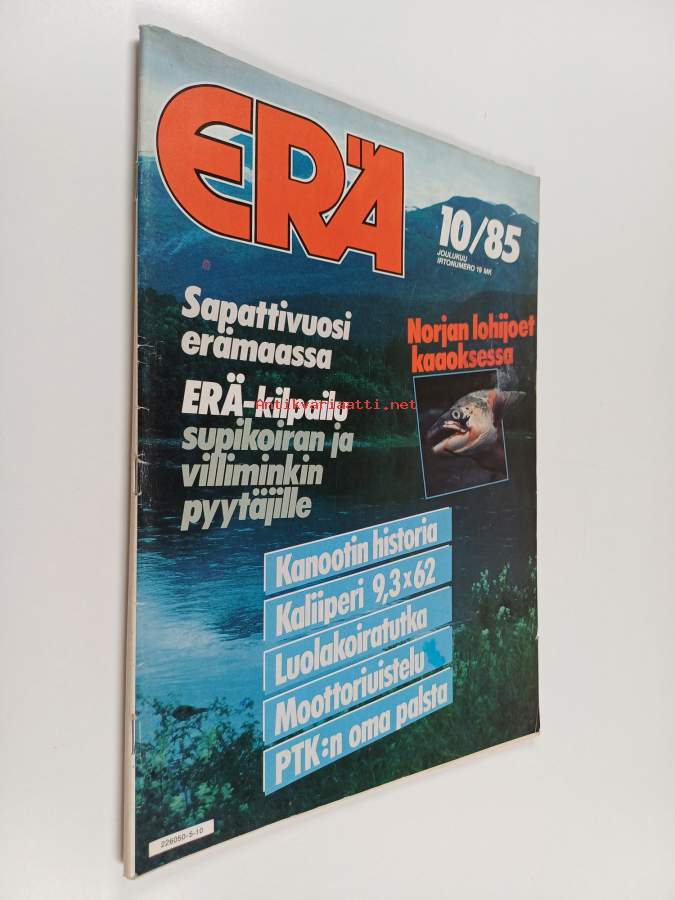 ERÄ
10/85
JOULUKUU
IRTONUMERO 19 MK
Sapattivuosi
erämaassa
Norjan lohijoet
kaaoksessa
ERÄ-kilpailu
supikoiran ja
villiminkin
pyytäjille
Antikvariaatti.net
Kanootin historia
Kaliiperi 9,3x62
Luolakoiratutka
Moottoriuistelu
PTK:n oma palsta
226050-5-10